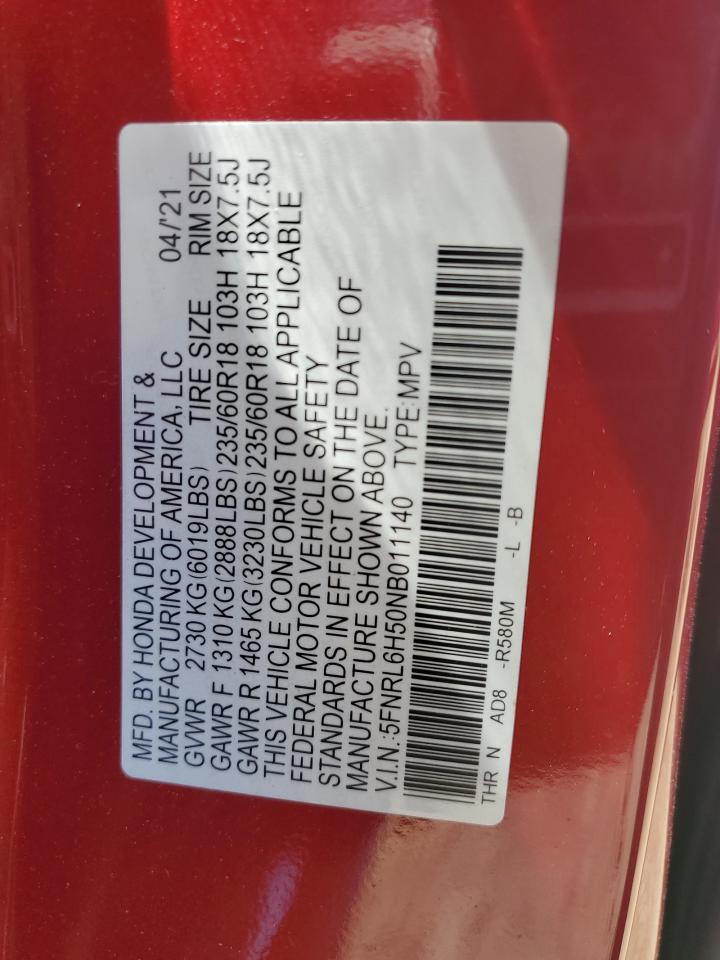 MFD. BY HONDA DEVELOPMENT &
MANUFACTURING OF AMERICA, LLC 04/'21
GVWR 2730 KG(6019LBS) TIRE SIZE RIM SIZE
GAWR F 1310 KG(2888LBS)235/60R18 103H 18X7.5J
GAWR R 1465 KG(3230LBS)235/60R18 103H 18X7.5J
THIS VEHICLE CONFORMS TO ALL APPLICABLE
FEDERAL MOTOR VEHICLE SAFETY
STANDARDS IN EFFECT ON THE DATE OF
MANUFACTURE SHOWN ABOVE.
V.I.N.:5FNRL6H50NB011140 TYPE:MPV
THR N AD8 -R580M -L -B